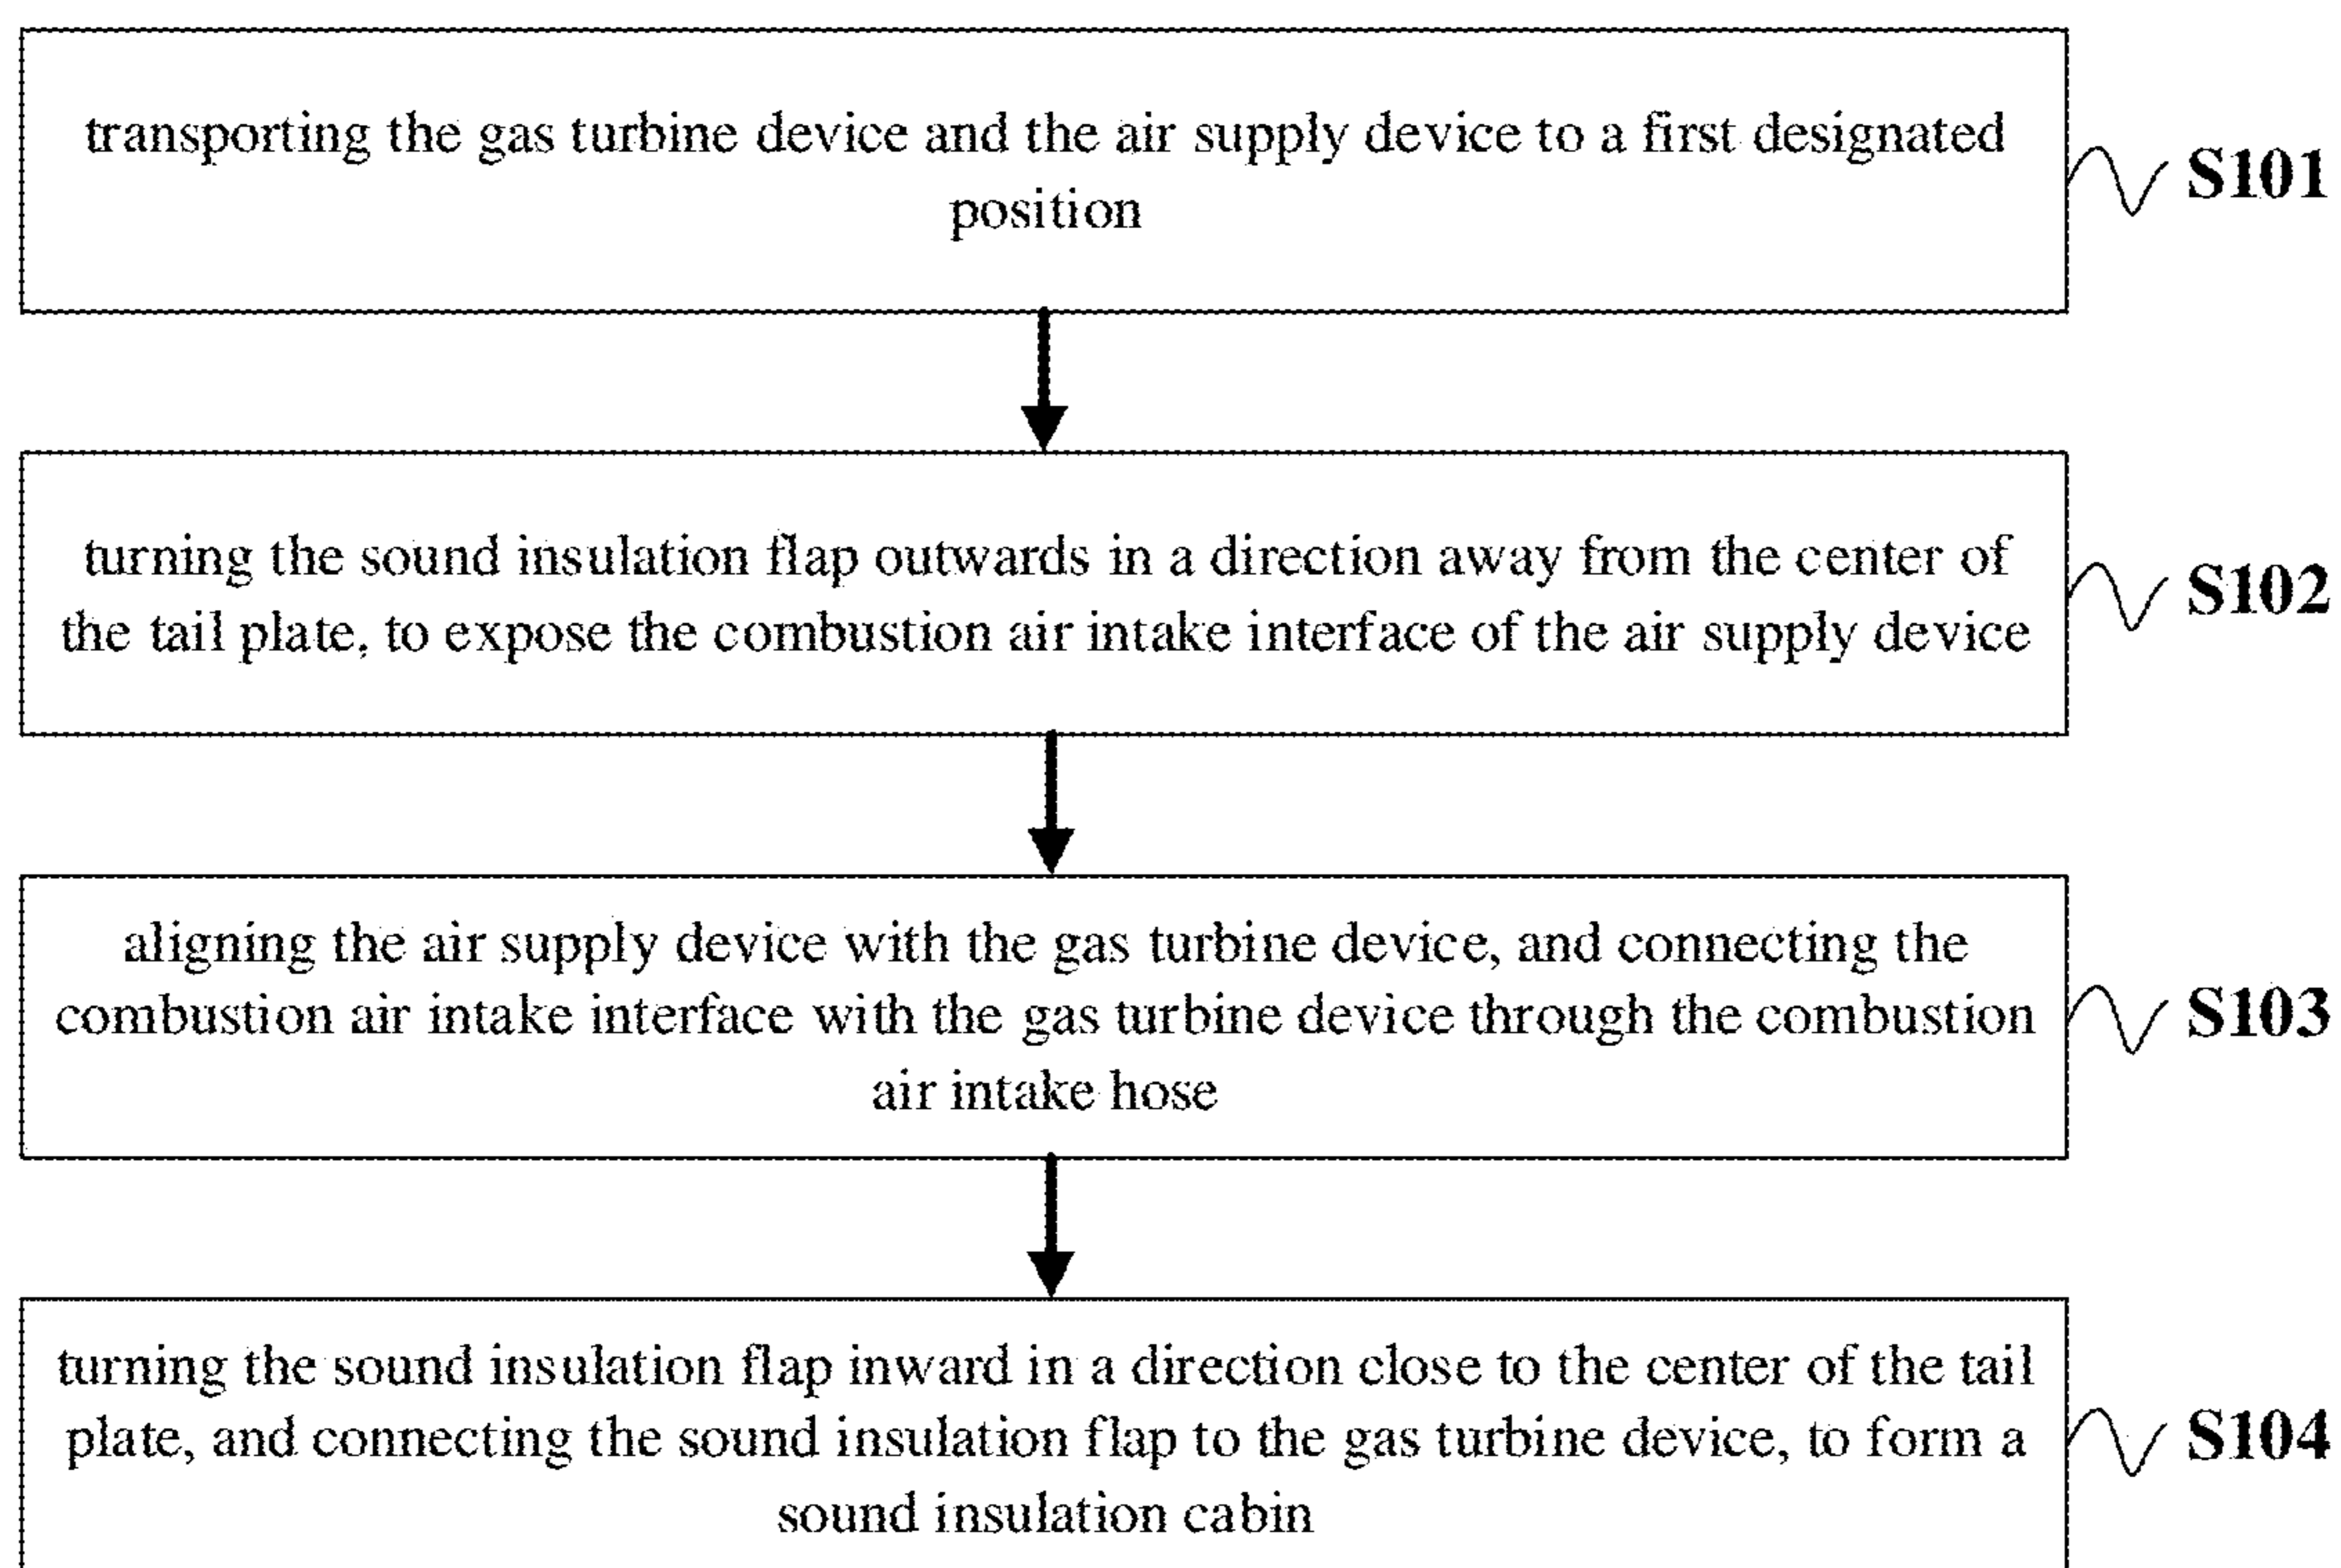 transporting the gas turbine device and the air supply device to a first designated
position
S101
turning the sound insulation flap outwards in a direction away from the center of
the tail plate, to expose the combustion air intake interface of the air supply device
S102
aligning the air supply device with the gas turbine device, and connecting the
combustion air intake interface with the gas turbine device through the combustion
air intake hose
S103
turning the sound insulation flap inward in a direction close to the center of the tail
plate, and connecting the sound insulation flap to the gas turbine device, to form a
sound insulation cabin
S104